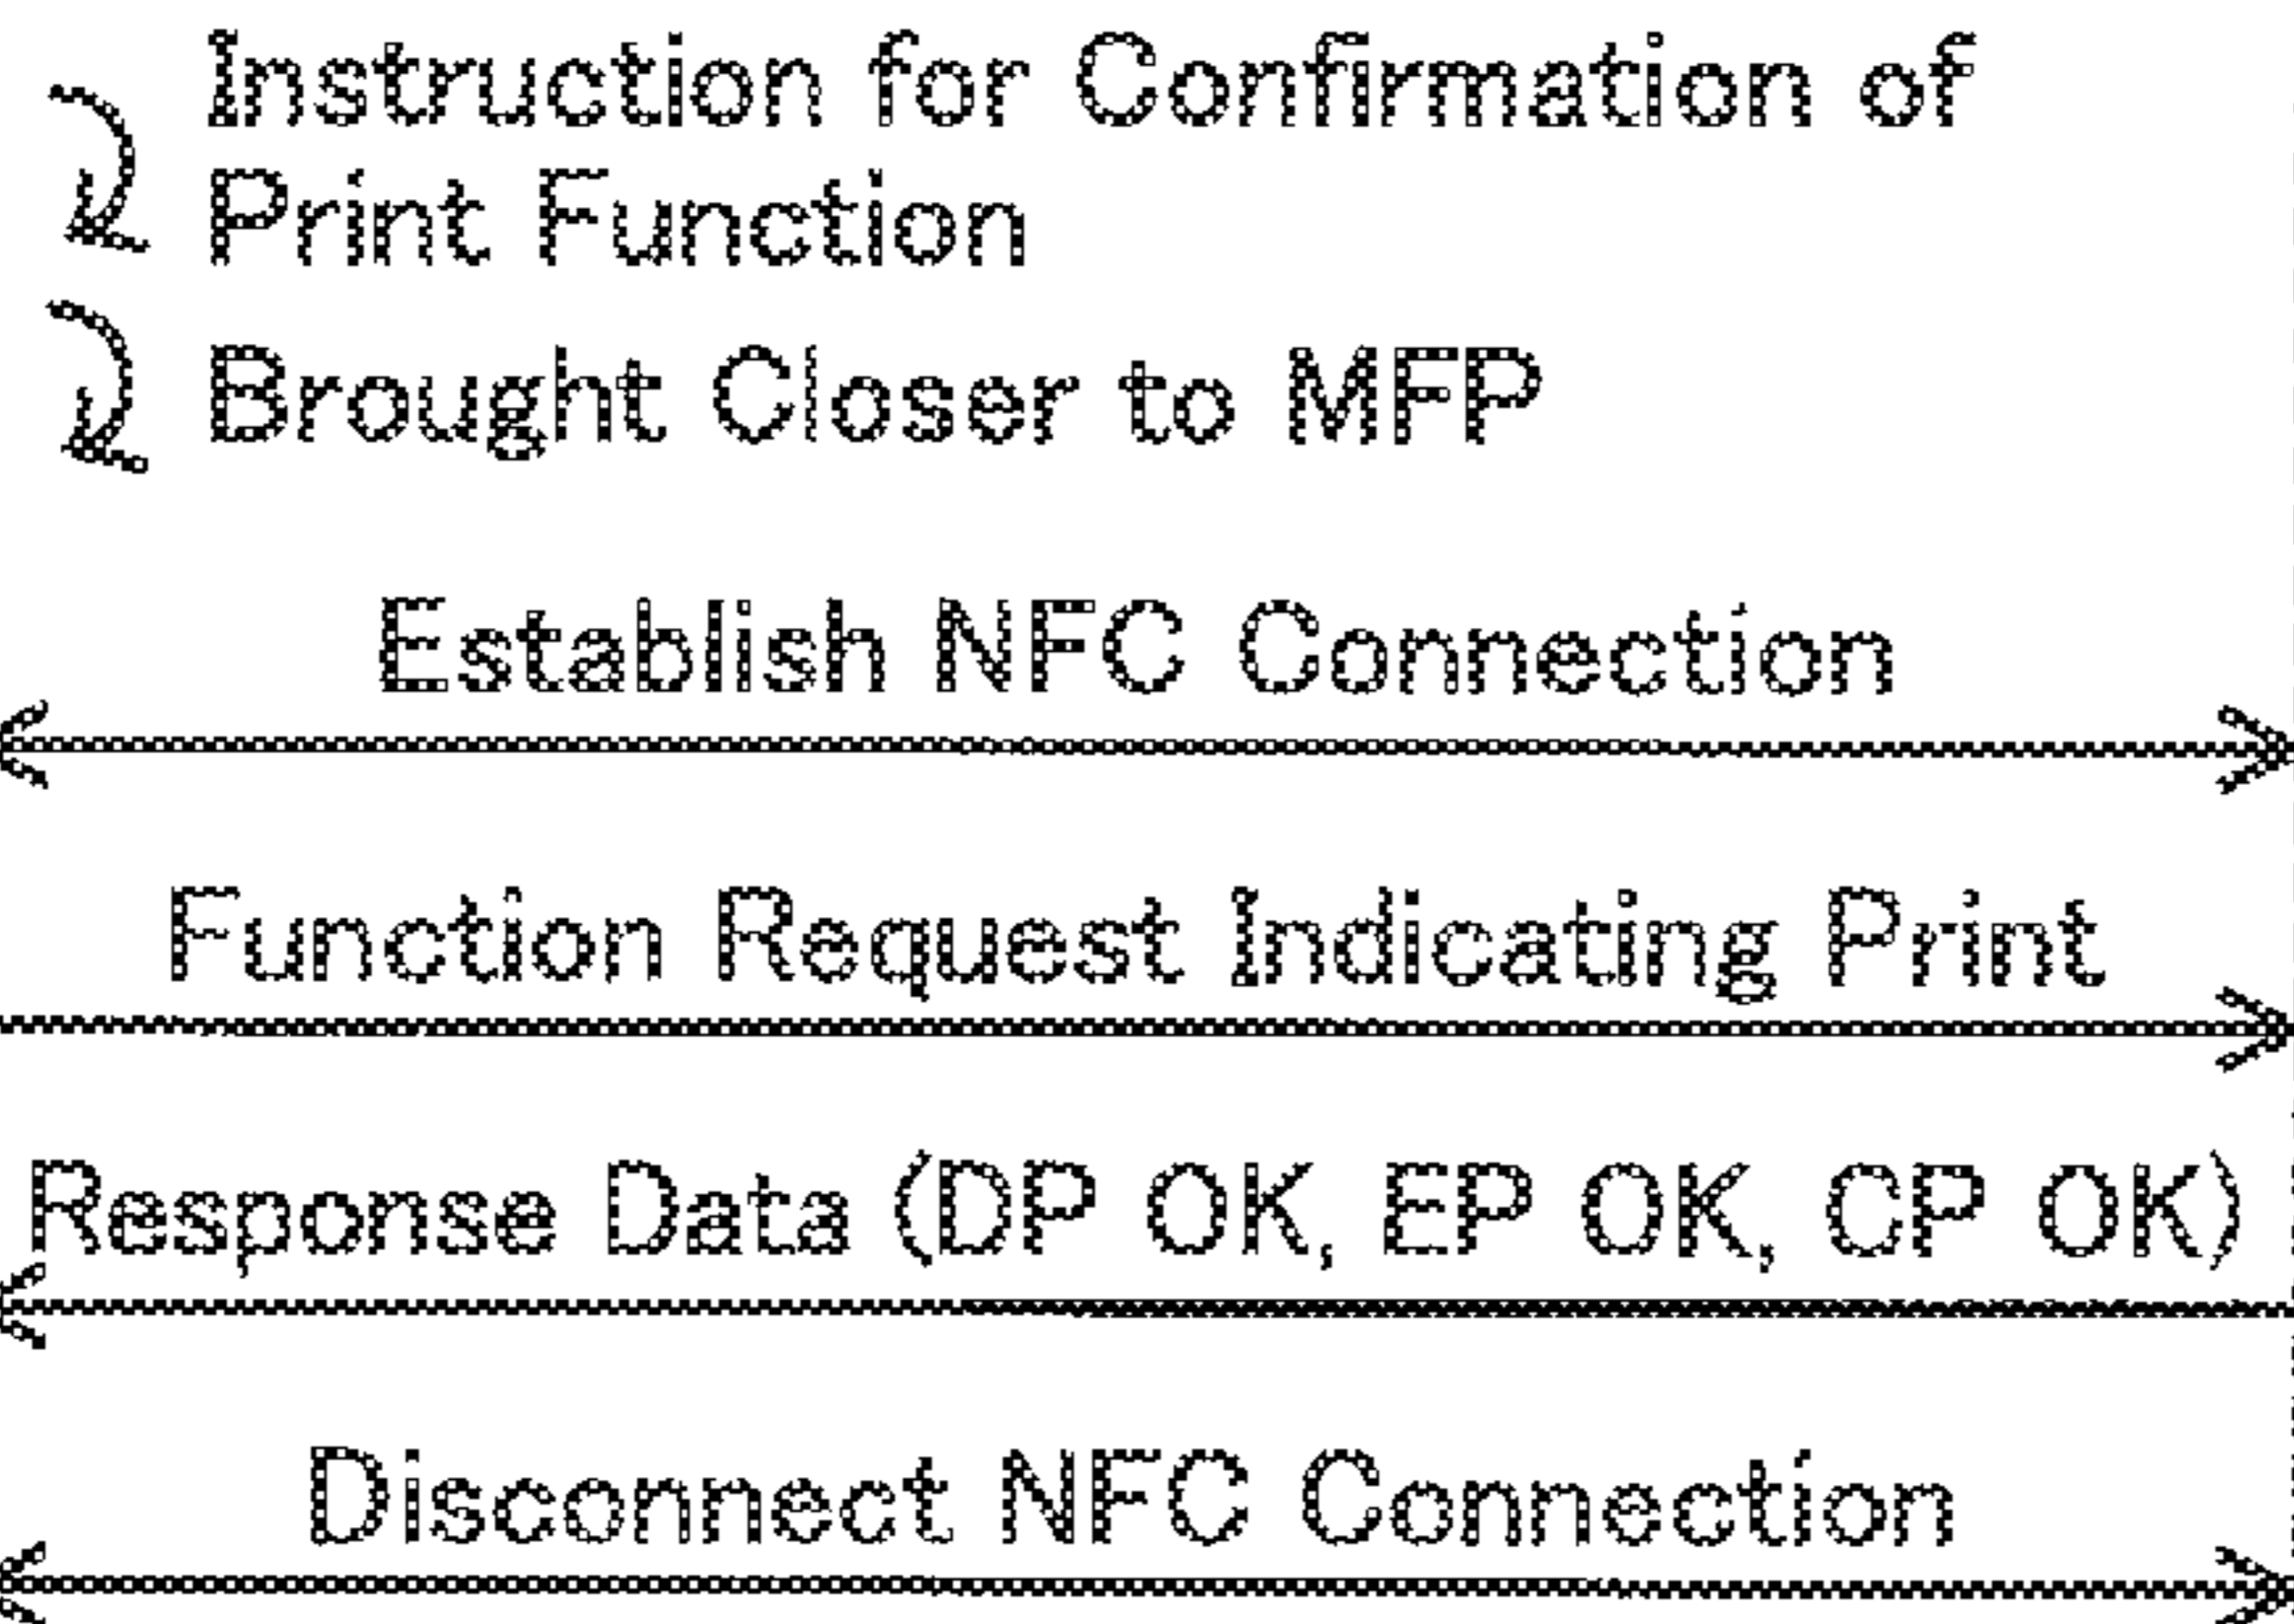 Instruction for Confirmation of
Print Function
Brought Closer to MFP
Establish NFC Connection
Function Request Indicating Print
Response Data (DP OK, EP OK, CP OK)
Disconnect NFC Connection